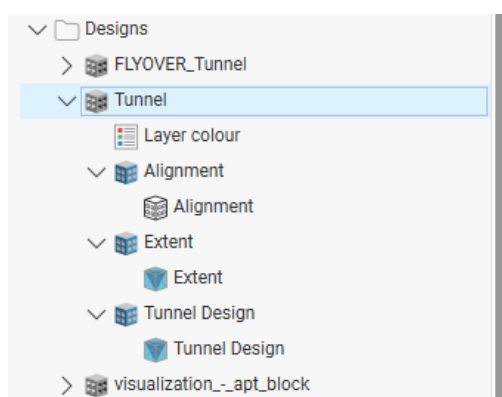 Designs
FLYOVER_Tunnel
Tunnel
Layer colour
Alignment
Alignment
Extent
Extent
Tunnel Design
Tunnel Design
visualization_-_apt_block